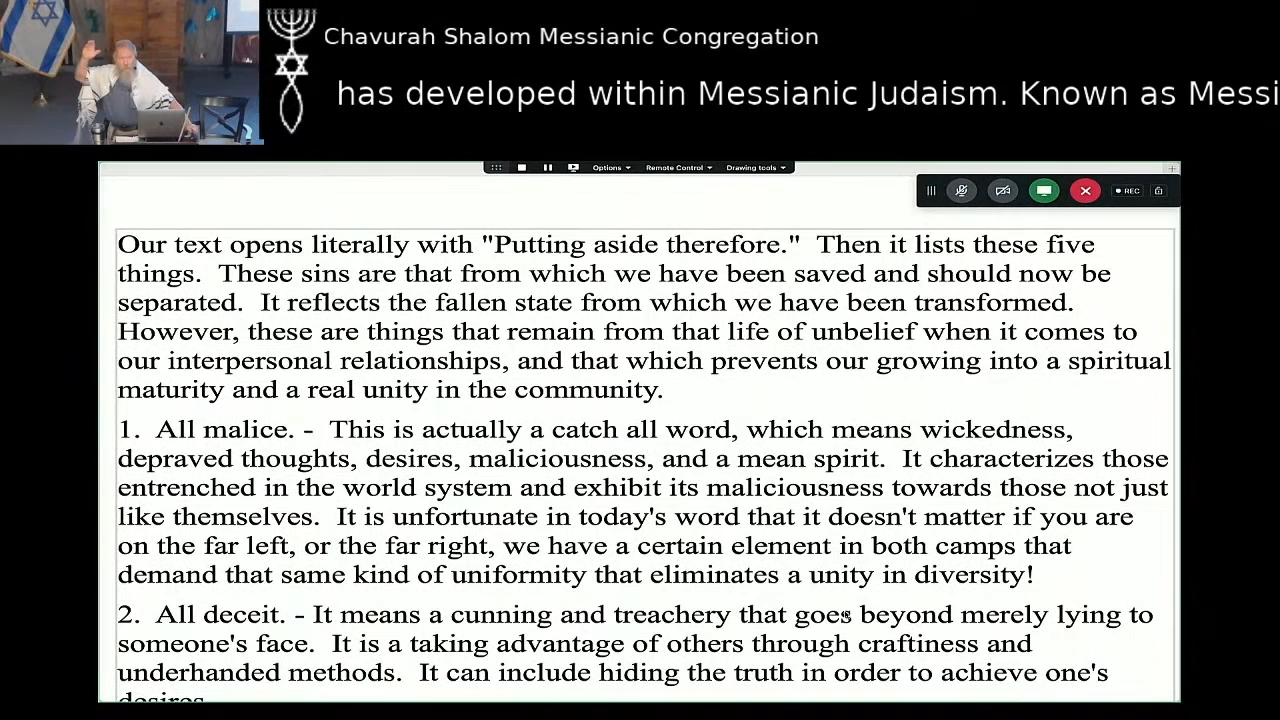 Chavurah Shalom Messianic Congregation
has developed within Messianic Judaism. Known as Messi
Options
Remote Control
Drawing tools
REC
Our text opens literally with "Putting aside therefore." Then it lists these five
things. These sins are that from which we have been saved and should now be
separated. It reflects the fallen state from which we have been transformed.
However, these are things that remain from that life of unbelief when it comes to
our interpersonal relationships, and that which prevents our growing into a spiritual
maturity and a real unity in the community.
1. All malice. - This is actually a catch all word, which means wickedness,
depraved thoughts, desires, maliciousness, and a mean spirit. It characterizes those
entrenched in the world system and exhibit its maliciousness towards those not just
like themselves. It is unfortunate in today's word that it doesn't matter if you are
on the far left, or the far right, we have a certain element in both camps that
demand that same kind of uniformity that eliminates a unity in diversity!
2. All deceit. - It means a cunning and treachery that goes beyond merely lying to
someone's face. It is a taking advantage of others through craftiness and
underhanded methods. It can include hiding the truth in order to achieve one's
desires